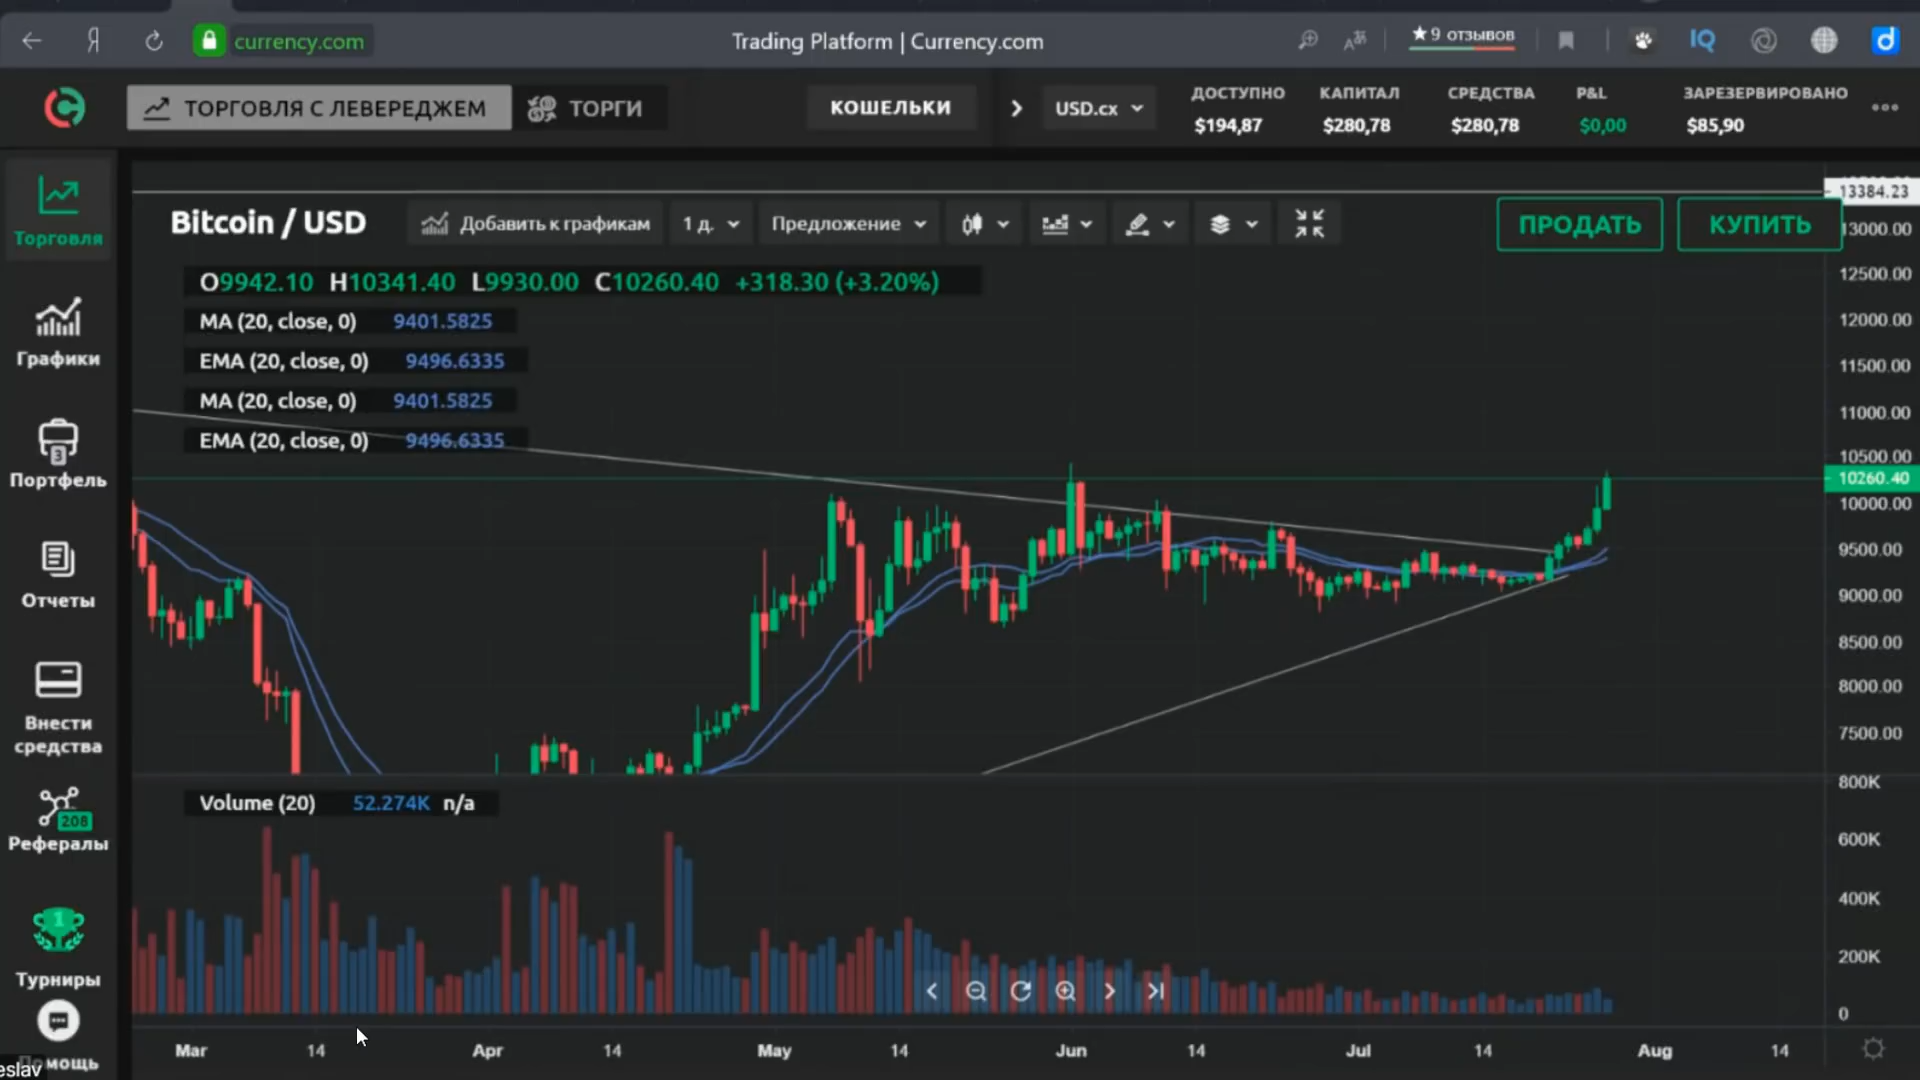 currency.com
Trading Platform | Currency.com
★ 9 отзывов
IQ
ТОРГОВЛЯ С ЛЕВЕРЕДЖЕМ
ТОРГИ
КОШЕЛЬКИ
USD.cx
ДОСТУПНО
$194,87
КАПИТАЛ
$280,78
СРЕДСТВА
$280,78
P&L
$0,00
ЗАРЕЗЕРВИРОВАНО
$85,90
Торговля
Графики
3
Портфель
Отчеты
Внести
средства
208
Рефералы
1
Турниры
eslav
Bitcoin / USD
Добавить к графикам
1 д.
Предложение
ПРОДАТЬ
КУПИТЬ
O9942.10 H10341.40 L9930.00 C10260.40 +318.30 (+3.20%)
MA (20, close, 0) 9401.5825
EMA (20, close, 0) 9496.6335
MA (20, close, 0) 9401.5825
EMA (20, close, 0) 9496.6335
13384.23
13000.00
12500.00
12000.00
11500.00
11000.00
10500.00
10260.40
10000.00
9500.00
9000.00
8500.00
8000.00
7500.00
Volume (20) 52.274K n/a
800K
600K
400K
200K
0
Mar 14 Apr 14 May 14 Jun 14 Jul 14 Aug 14